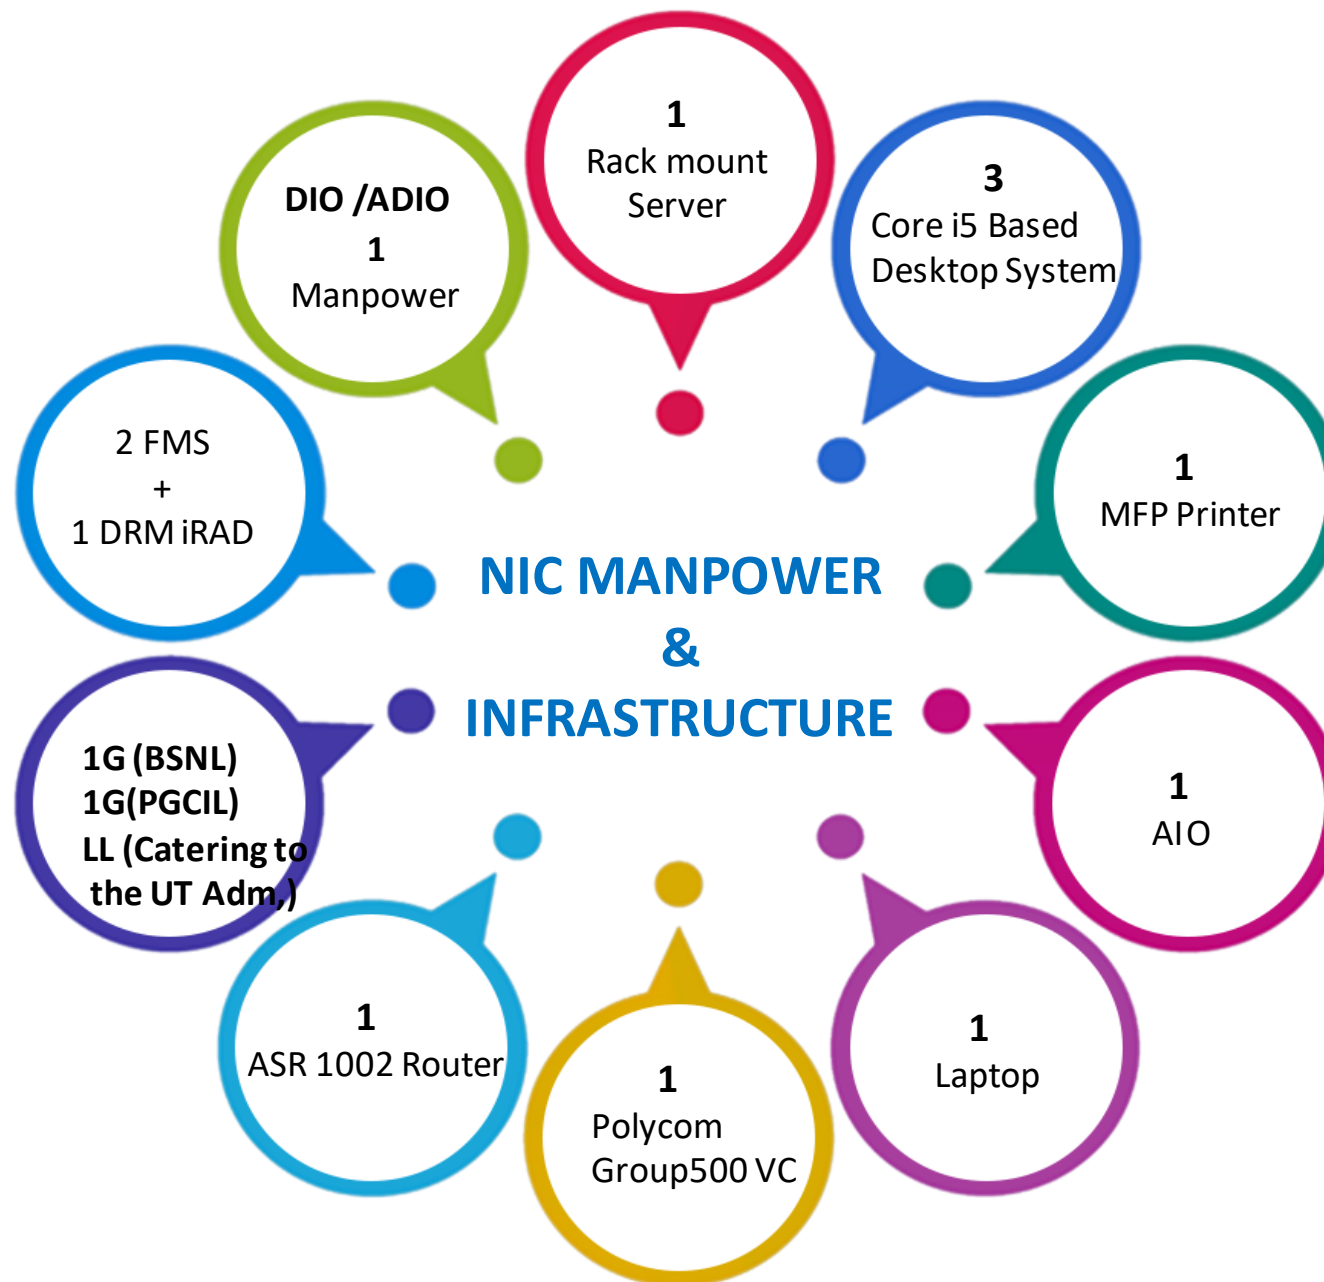 1
Rack mount
Server
3
Core i5 Based
Desktop System
1
MFP Printer
1
AIO
1
Laptop
1
Polycom
Group500 VC
1
ASR 1002 Router
1G (BSNL)
1G(PGCIL)
LL (Catering to
the UT Adm,)
2 FMS
+
1 DRM iRAD
DIO /ADIO
1
Manpower
NIC MANPOWER
&
INFRASTRUCTURE